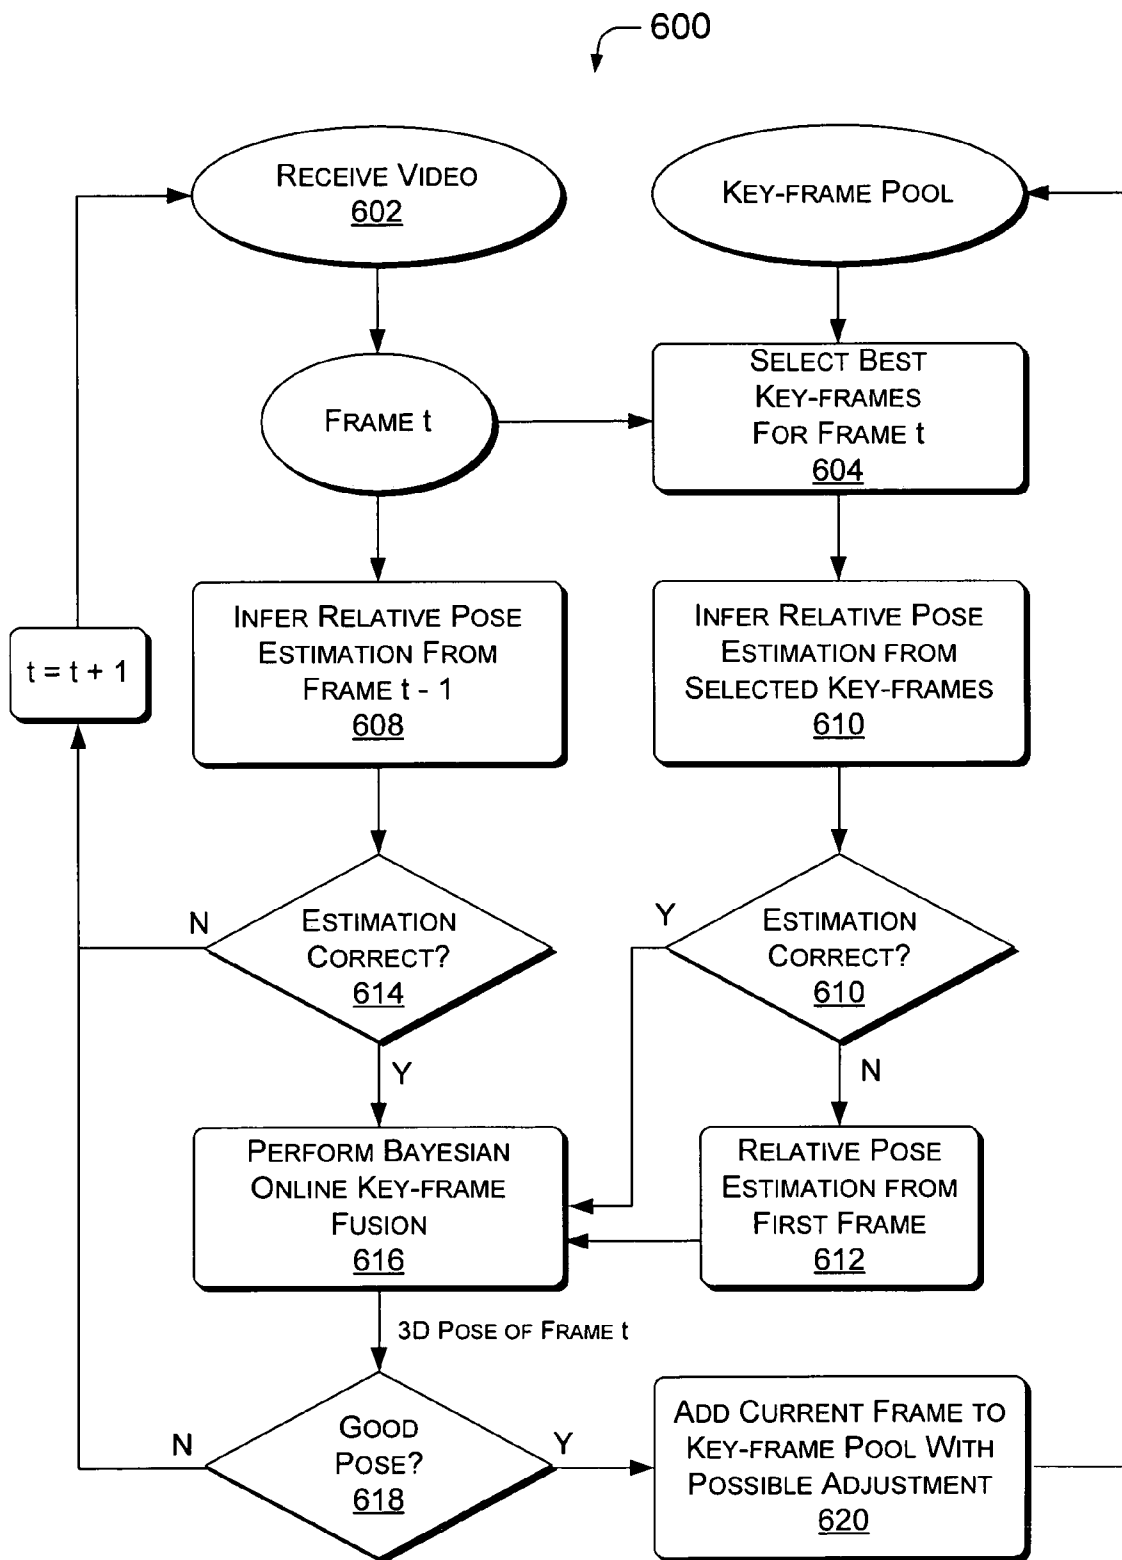 600
RECEIVE VIDEO
602
KEY-FRAME POOL
FRAME t
SELECT BEST
KEY-FRAMES
FOR FRAME t
604
t = t + 1
INFER RELATIVE POSE
ESTIMATION FROM
FRAME t - 1
608
INFER RELATIVE POSE
ESTIMATION FROM
SELECTED KEY-FRAMES
610
N
ESTIMATION
CORRECT?
614
Y
Y
ESTIMATION
CORRECT?
610
N
PERFORM BAYESIAN
ONLINE KEY-FRAME
FUSION
616
RELATIVE POSE
ESTIMATION FROM
FIRST FRAME
612
3D POSE OF FRAME t
N
GOOD
POSE?
618
Y
ADD CURRENT FRAME TO
KEY-FRAME POOL WITH
POSSIBLE ADJUSTMENT
620